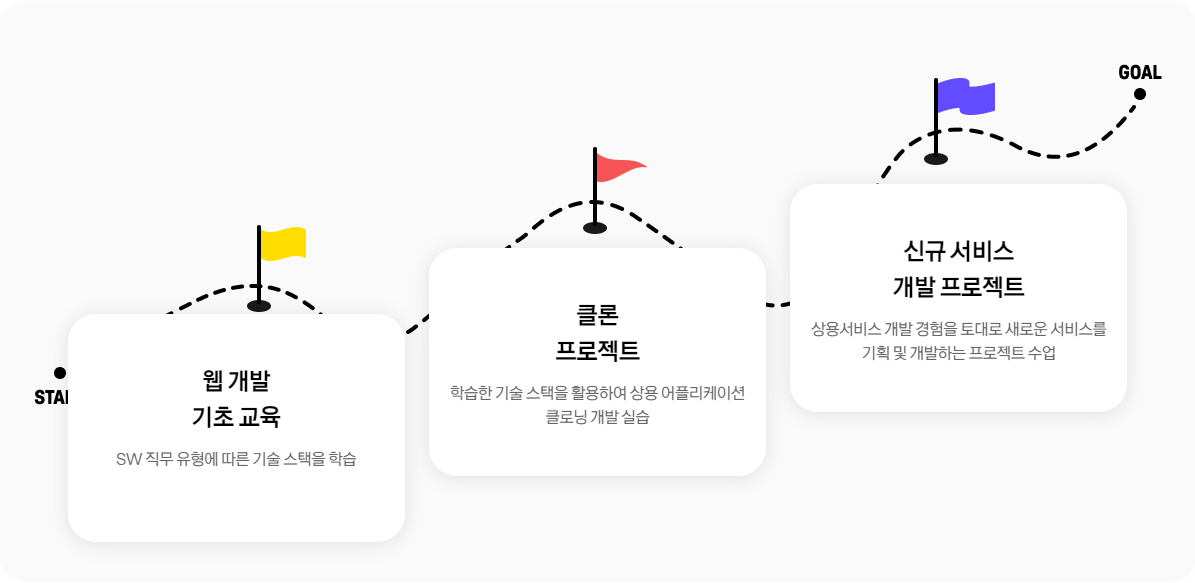 GOAL
신규 서비스
개발 프로젝트
상용서비스 개발 경험을 토대로 새로운 서비스를
기획 및 개발하는 프로젝트 수업
클론
프로젝트
학습한 기술 스택을 활용하여 상용 어플리케이션
클로닝 개발 실습
웹 개발
기초 교육
SW 직무 유형에 따른 기술 스택을 학습